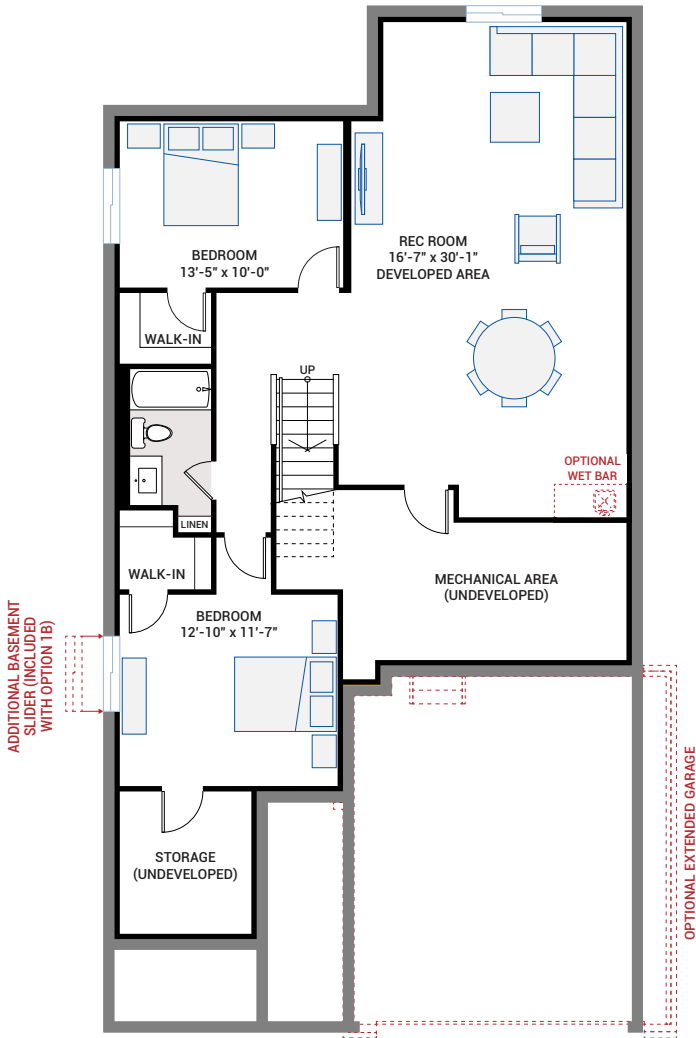 BEDROOM
13'-5" x 10'-0"
REC ROOM
16'-7" x 30'-1"
DEVELOPED AREA
WALK-IN
UP
OPTIONAL
WET BAR
LINEN
WALK-IN
MECHANICAL AREA
(UNDEVELOPED)
BEDROOM
12'-10" x 11'-7"
ADDITIONAL BASEMENT
SLIDER (INCLUDED
WITH OPTION 1B)
OPTIONAL EXTENDED GARAGE
STORAGE
(UNDEVELOPED)